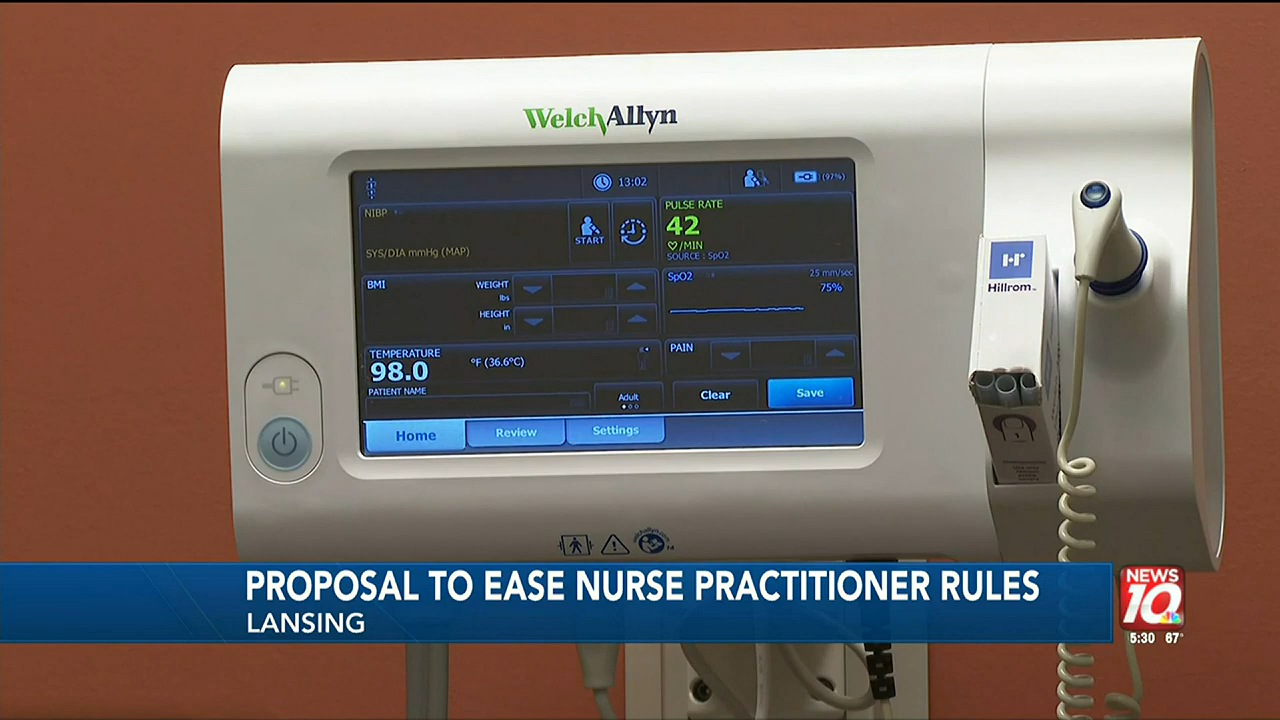 WelchAllyn
13:02
(97%)
NIBP
START
SYS/DIA mmHg (MAP)
PULSE RATE
42
♡/MIN
SOURCE : SpO2
BMI
WEIGHT
lbs
HEIGHT
in
SpO2
25 mm/sec
75%
TEMPERATURE
98.0 °F (36.6°C)
PAIN
PATIENT NAME
Adult
Clear
Save
Home
Review
Settings
Hillrom
PROPOSAL TO EASE NURSE PRACTITIONER RULES
LANSING
NEWS
10
5:30 67°